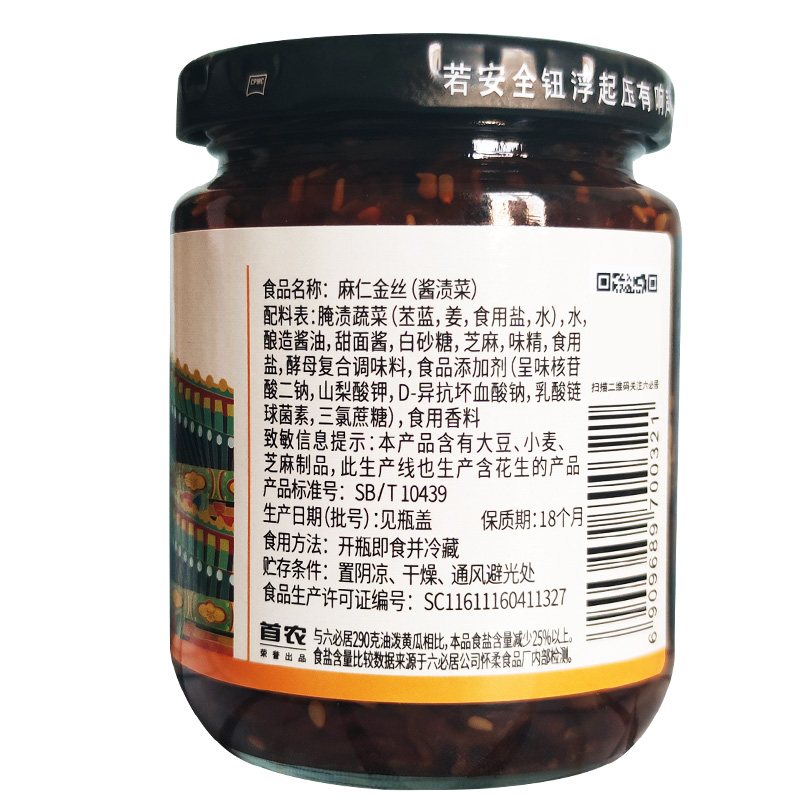 CPMC
若安全钮浮起压有响
食品名称：麻仁金丝（酱渍菜）
配料表：腌渍蔬菜（苤蓝，姜，食用盐，水），水，
酿造酱油，甜面酱，白砂糖，芝麻，味精，食用
盐，酵母复合调味料，食品添加剂（呈味核苷
酸二钠，山梨酸钾，D-异抗坏血酸钠，乳酸链
球菌素，三氯蔗糖），食用香料
致敏信息提示：本产品含有大豆、小麦、
芝麻制品，此生产线也生产含花生的产品
产品标准号：SB/T 10439
生产日期（批号）：见瓶盖 保质期：18个月
食用方法：开瓶即食并冷藏
贮存条件：置阴凉、干燥、通风避光处
食品生产许可证编号：SC11611160411327
首农
荣誉出品
与六必居290克油泼黄瓜相比，本品食盐含量减少25%以上。
食盐含量比较数据来源于六必居公司怀柔食品厂内部检测。
扫描二维码关注六必居
6909689700321